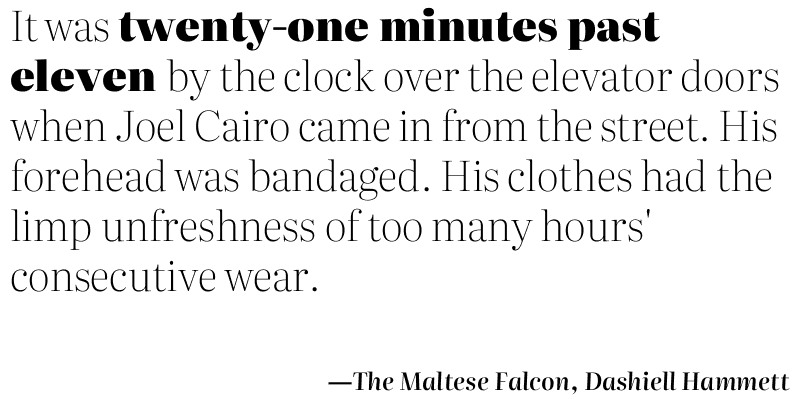 It was twenty-one minutes past
eleven by the clock over the elevator doors
when Joel Cairo came in from the street. His
forehead was bandaged. His clothes had the
limp unfreshness of too many hours'
consecutive wear.
—The Maltese Falcon, Dashiell Hammett